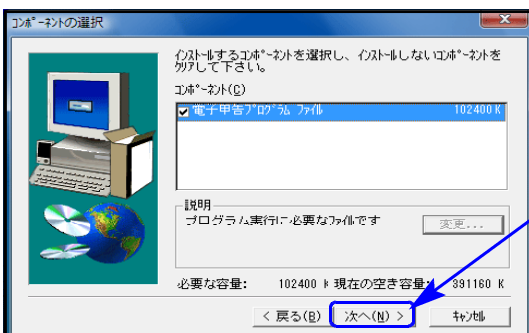 コンポーネントの選択
インストールするコンポーネントを選択し、インストールしないコンポーネントを
クリアして下さい。
コンポーネント(C)
電子申告プログラム ファイル 102400 K
説明
プログラム実行に必要なファイルです
変更...
必要な容量: 102400 K 現在の空き容量: 391160 K
< 戻る(B) 次へ(N) > キャンセル